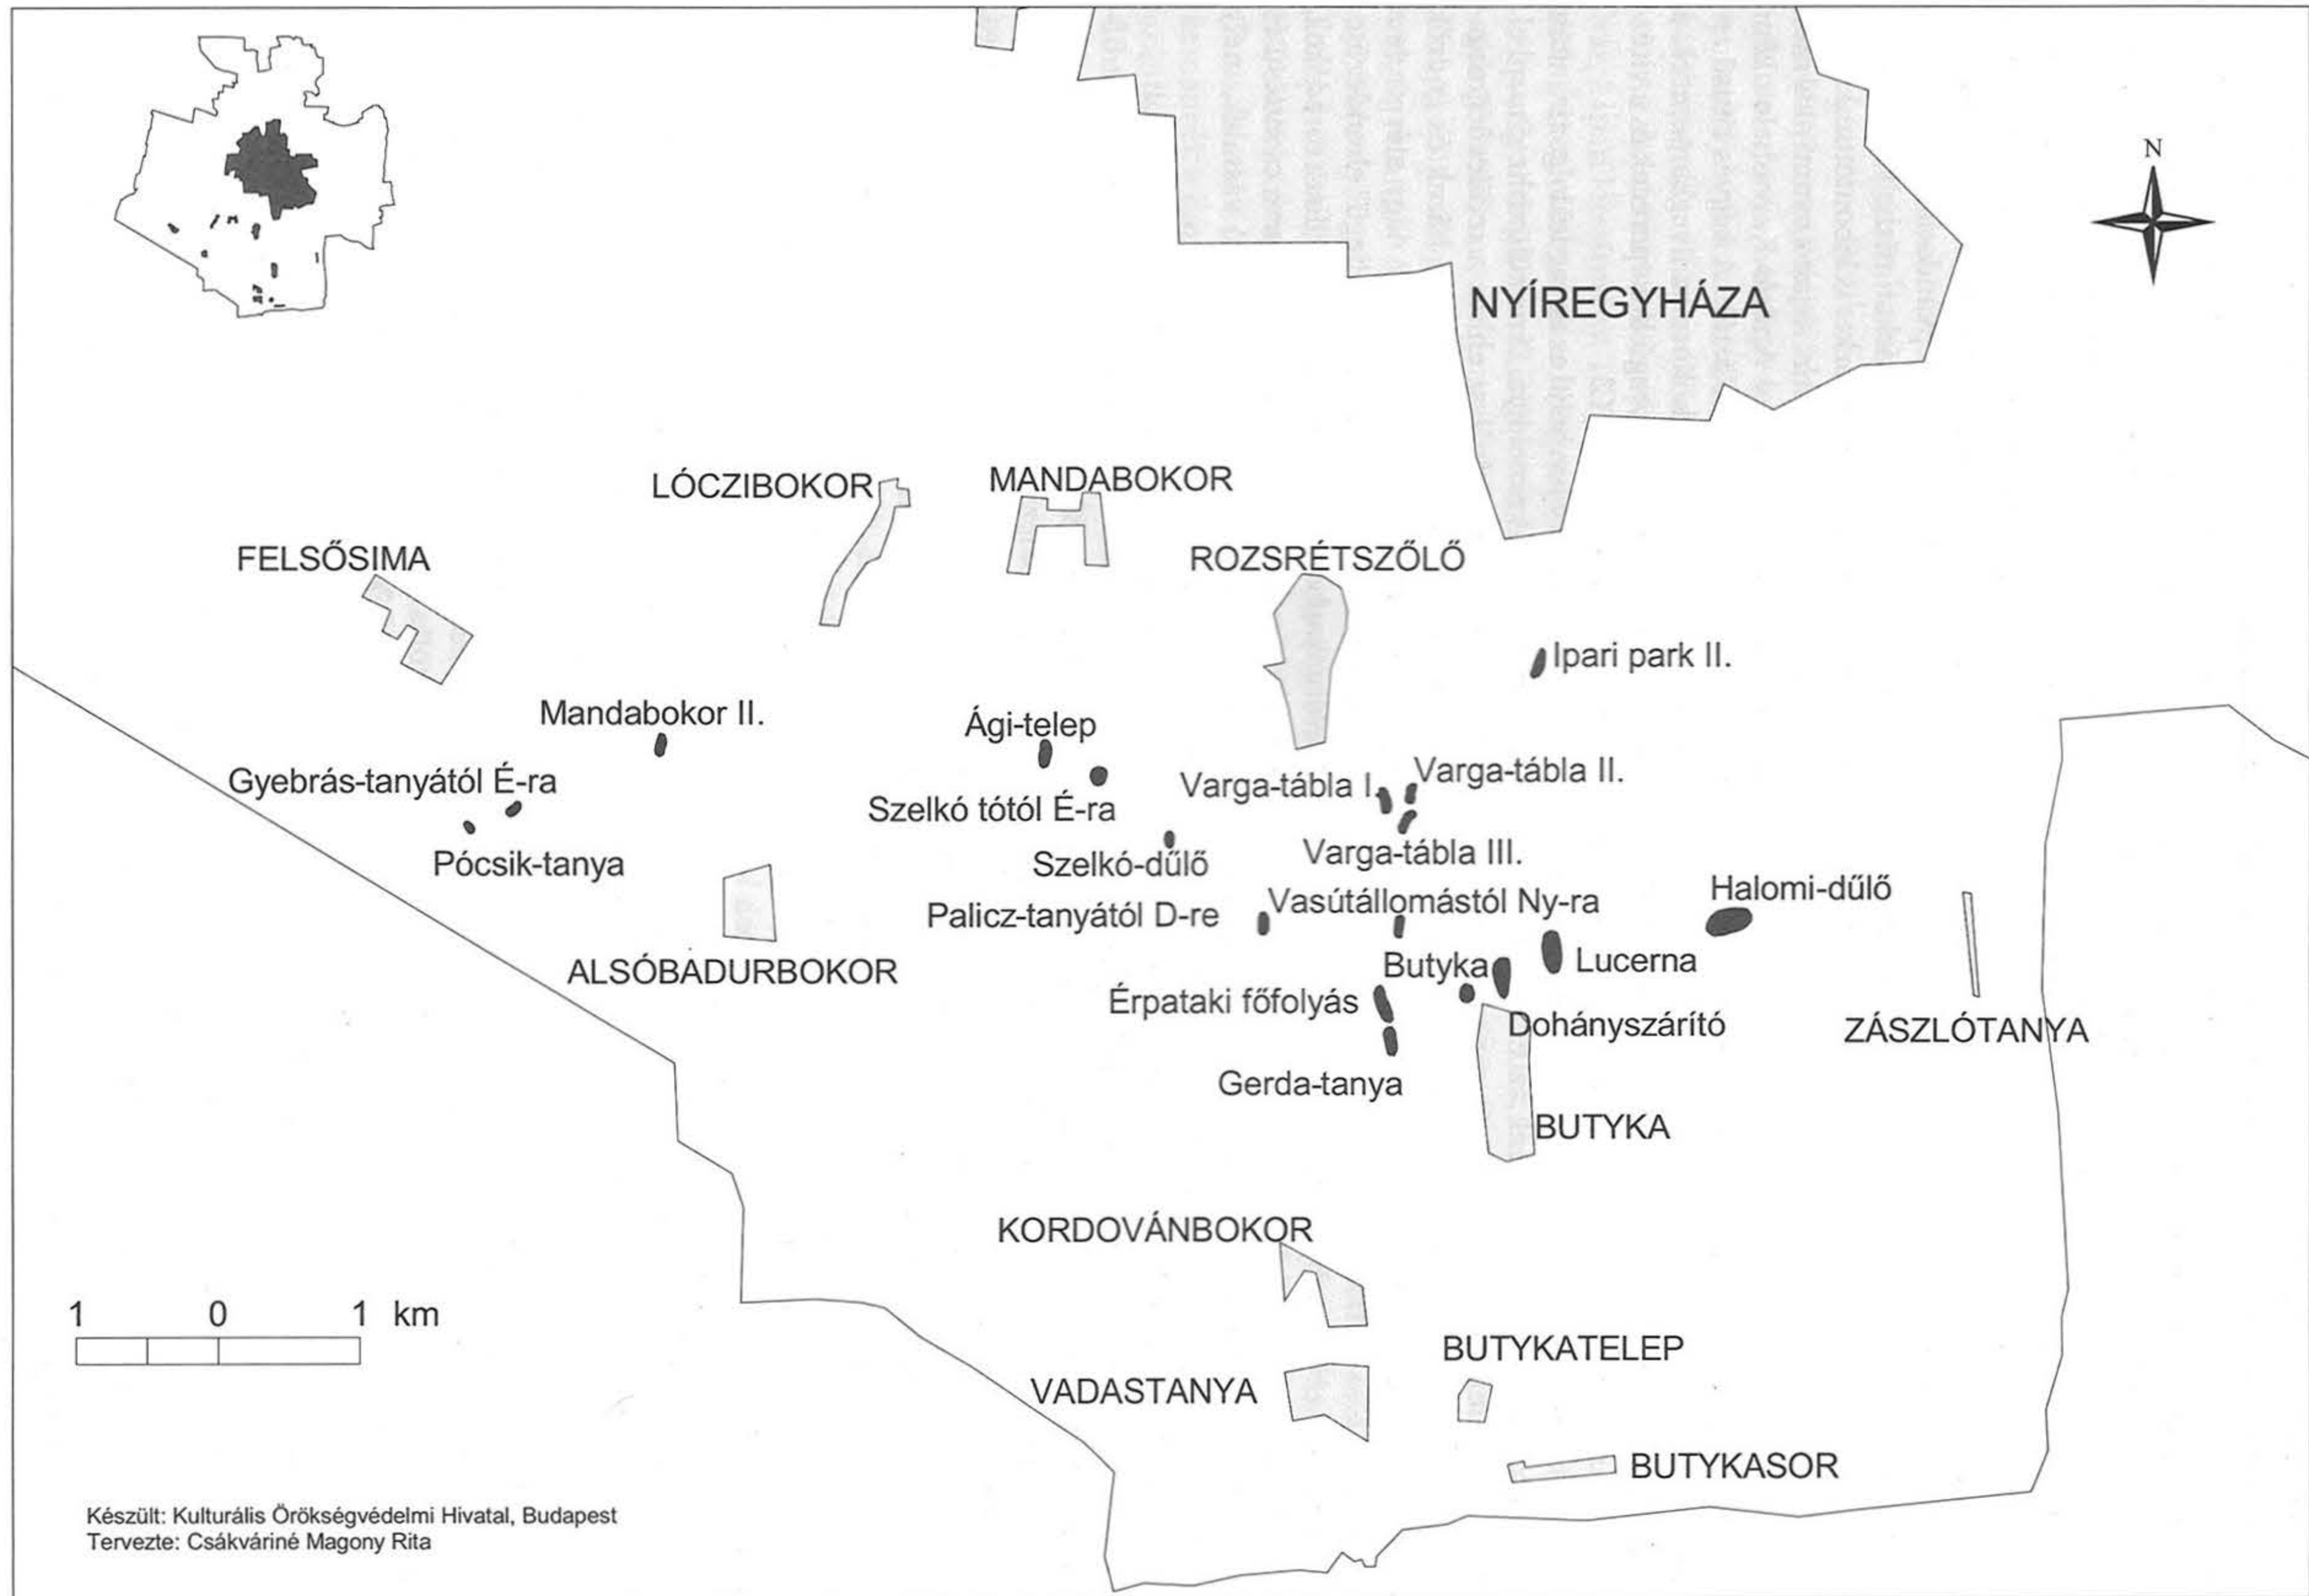 N
NYÍREGYHÁZA
LÓCZIBOKOR
MANDABOKOR
FELSŐSIMA
ROZSRÉTSZŐLŐ
Ipari park II.
Mandabokor II.
Ági-telep
Gyebrás-tanyától É-ra
Szelkó tótól É-ra
Varga-tábla I.
Varga-tábla II.
Pócsik-tanya
Szelkó-dűlő
Varga-tábla III.
Palicz-tanyától D-re
Vasútállomástól Ny-ra
Halomi-dűlő
ALSÓBADURBOKOR
Butyka
Lucerna
Érpataki főfolyás
Dohányszárító
ZÁSZLÓTANYA
Gerda-tanya
BUTYKA
KORDOVÁNBOKOR
1 0 1 km
BUTYKATELEP
VADASTANYA
BUTYKASOR
Készült: Kulturális Örökségvédelmi Hivatal, Budapest
Tervezte: Csákváriné Magony Rita